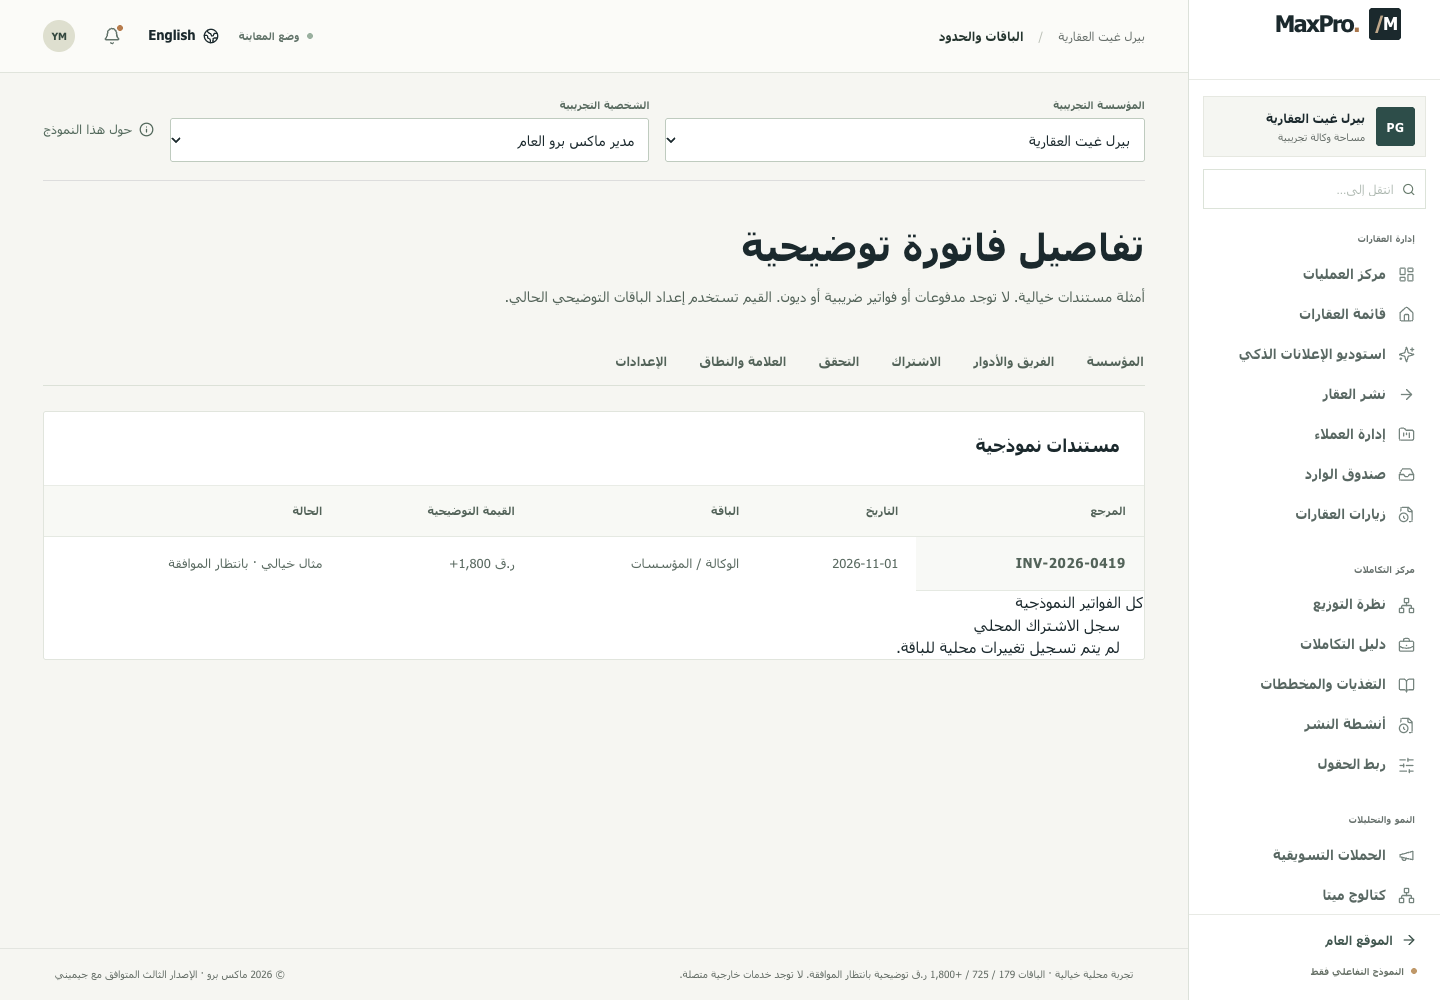 MaxPro.
/M
بيرل غيت العقارية / الباقات والحدود
وضع المعاينة
English
YM
PG
بيرل غيت العقارية
مساحة وكالة تجريبية
انتقل إلى...
إدارة العقارات
مركز العمليات
قائمة العقارات
استوديو الإعلانات الذكي
نشر العقار
إدارة العملاء
صندوق الوارد
زيارات العقارات
مركز التكاملات
نظرة التوزيع
دليل التكاملات
التغذيات والمخططات
أنشطة النشر
ربط الحقول
النمو والتحليلات
الحملات التسويقية
كتالوج ميتا
الموقع العام
النموذج التفاعلي فقط
المؤسسة التجريبية
بيرل غيت العقارية
الشخصية التجريبية
مدير ماكس برو العام
حول هذا النموذج
تفاصيل فاتورة توضيحية
أمثلة مستندات خيالية. لا توجد مدفوعات أو فواتير ضريبية أو ديون. القيم تستخدم إعداد الباقات التوضيحي الحالي.
المؤسسة الفريق والأدوار الاشتراك التحقق العلامة والنطاق الإعدادات
مستندات نموذجية
المرجع التاريخ الباقة القيمة التوضيحية الحالة
INV-2026-0419 2026-11-01 الوكالة / المؤسسات ر.ق 1,800+ مثال خيالي · بانتظار الموافقة
كل الفواتير النموذجية
سجل الاشتراك المحلي
لم يتم تسجيل تغييرات محلية للباقة.
تجربة محلية خيالية · الباقات 179 / 725 / +1,800 ر.ق توضيحية بانتظار الموافقة. لا توجد خدمات خارجية متصلة.
© 2026 ماكس برو · الإصدار الثالث المتوافق مع جيميني